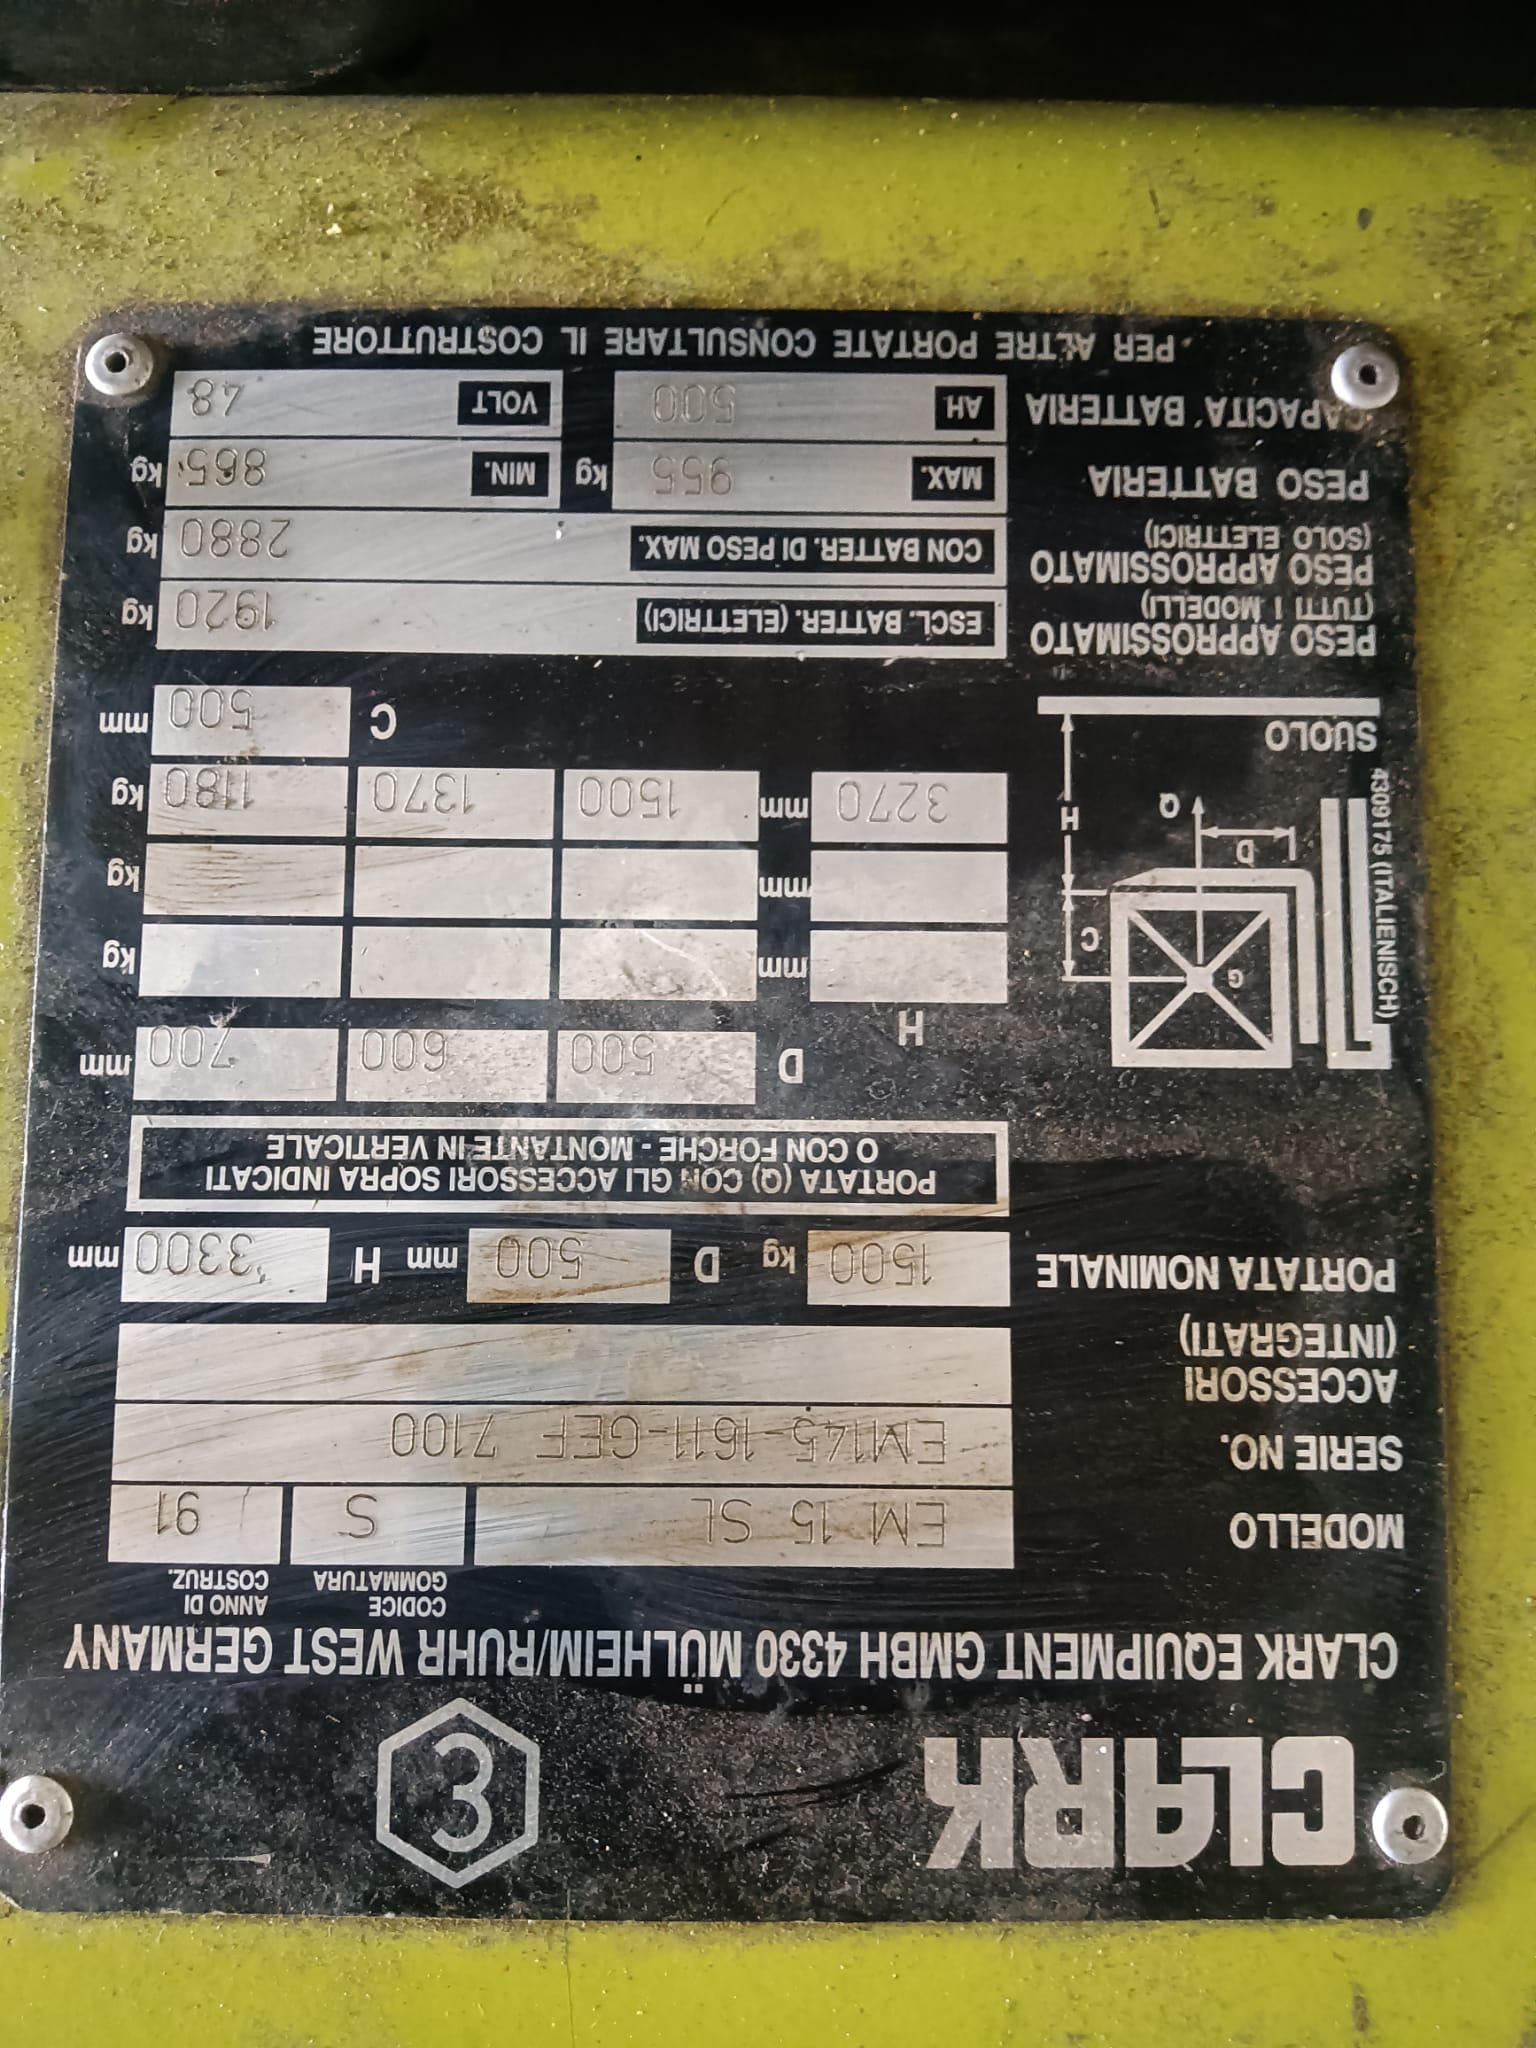 CLARK 3
CLARK EQUIPMENT GMBH 4330 MÜLHEIM/RUHR WEST GERMANY
CODICE GOMMATURA
ANNO DI COSTRUZ.
MODELLO EM 15 SL S 91
SERIE NO. EM145-1611-GEF 7100
ACCESSORI
(INTEGRATI)
PORTATA NOMINALE 1500 kg D 500 mm H 3300 mm
PORTATA (Q) CON GLI ACCESSORI SOPRA INDICATI
O CON FORCHE - MONTANTE IN VERTICALE
D 500 600 700 mm
H
mm kg
mm kg
3270 mm 1500 1370 1180 kg
C 500 mm
G
C
D
Q
H
SUOLO
4309175 (ITALIENISCH)
PESO APPROSSIMATO
(TUTTI I MODELLI)
ESCL. BATTER. (ELETTRICI) 1920 kg
PESO APPROSSIMATO
(SOLO ELETTRICI)
CON BATTER. DI PESO MAX. 2880 kg
PESO BATTERIA MAX. 955 kg MIN. 865 kg
CAPACITA' BATTERIA AH. 500 VOLT 48
PER ALTRE PORTATE CONSULTARE IL COSTRUTTORE